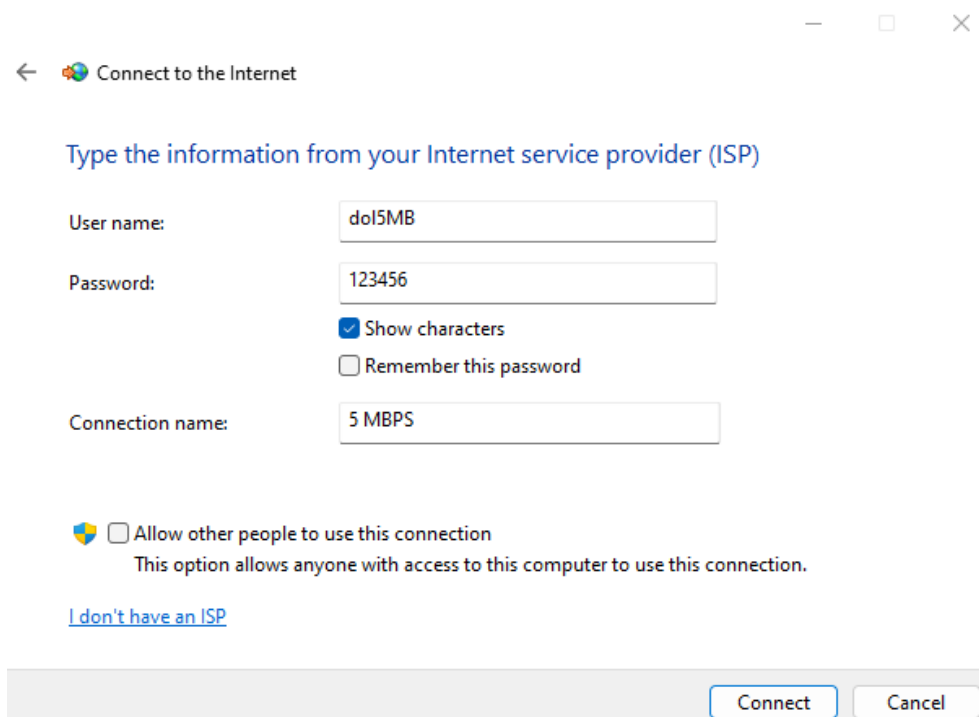 Connect to the Internet
Type the information from your Internet service provider (ISP)
User name:
dol5MB
Password:
123456
Show characters
Remember this password
Connection name:
5 MBPS
Allow other people to use this connection
This option allows anyone with access to this computer to use this connection.
I don't have an ISP
Connect
Cancel